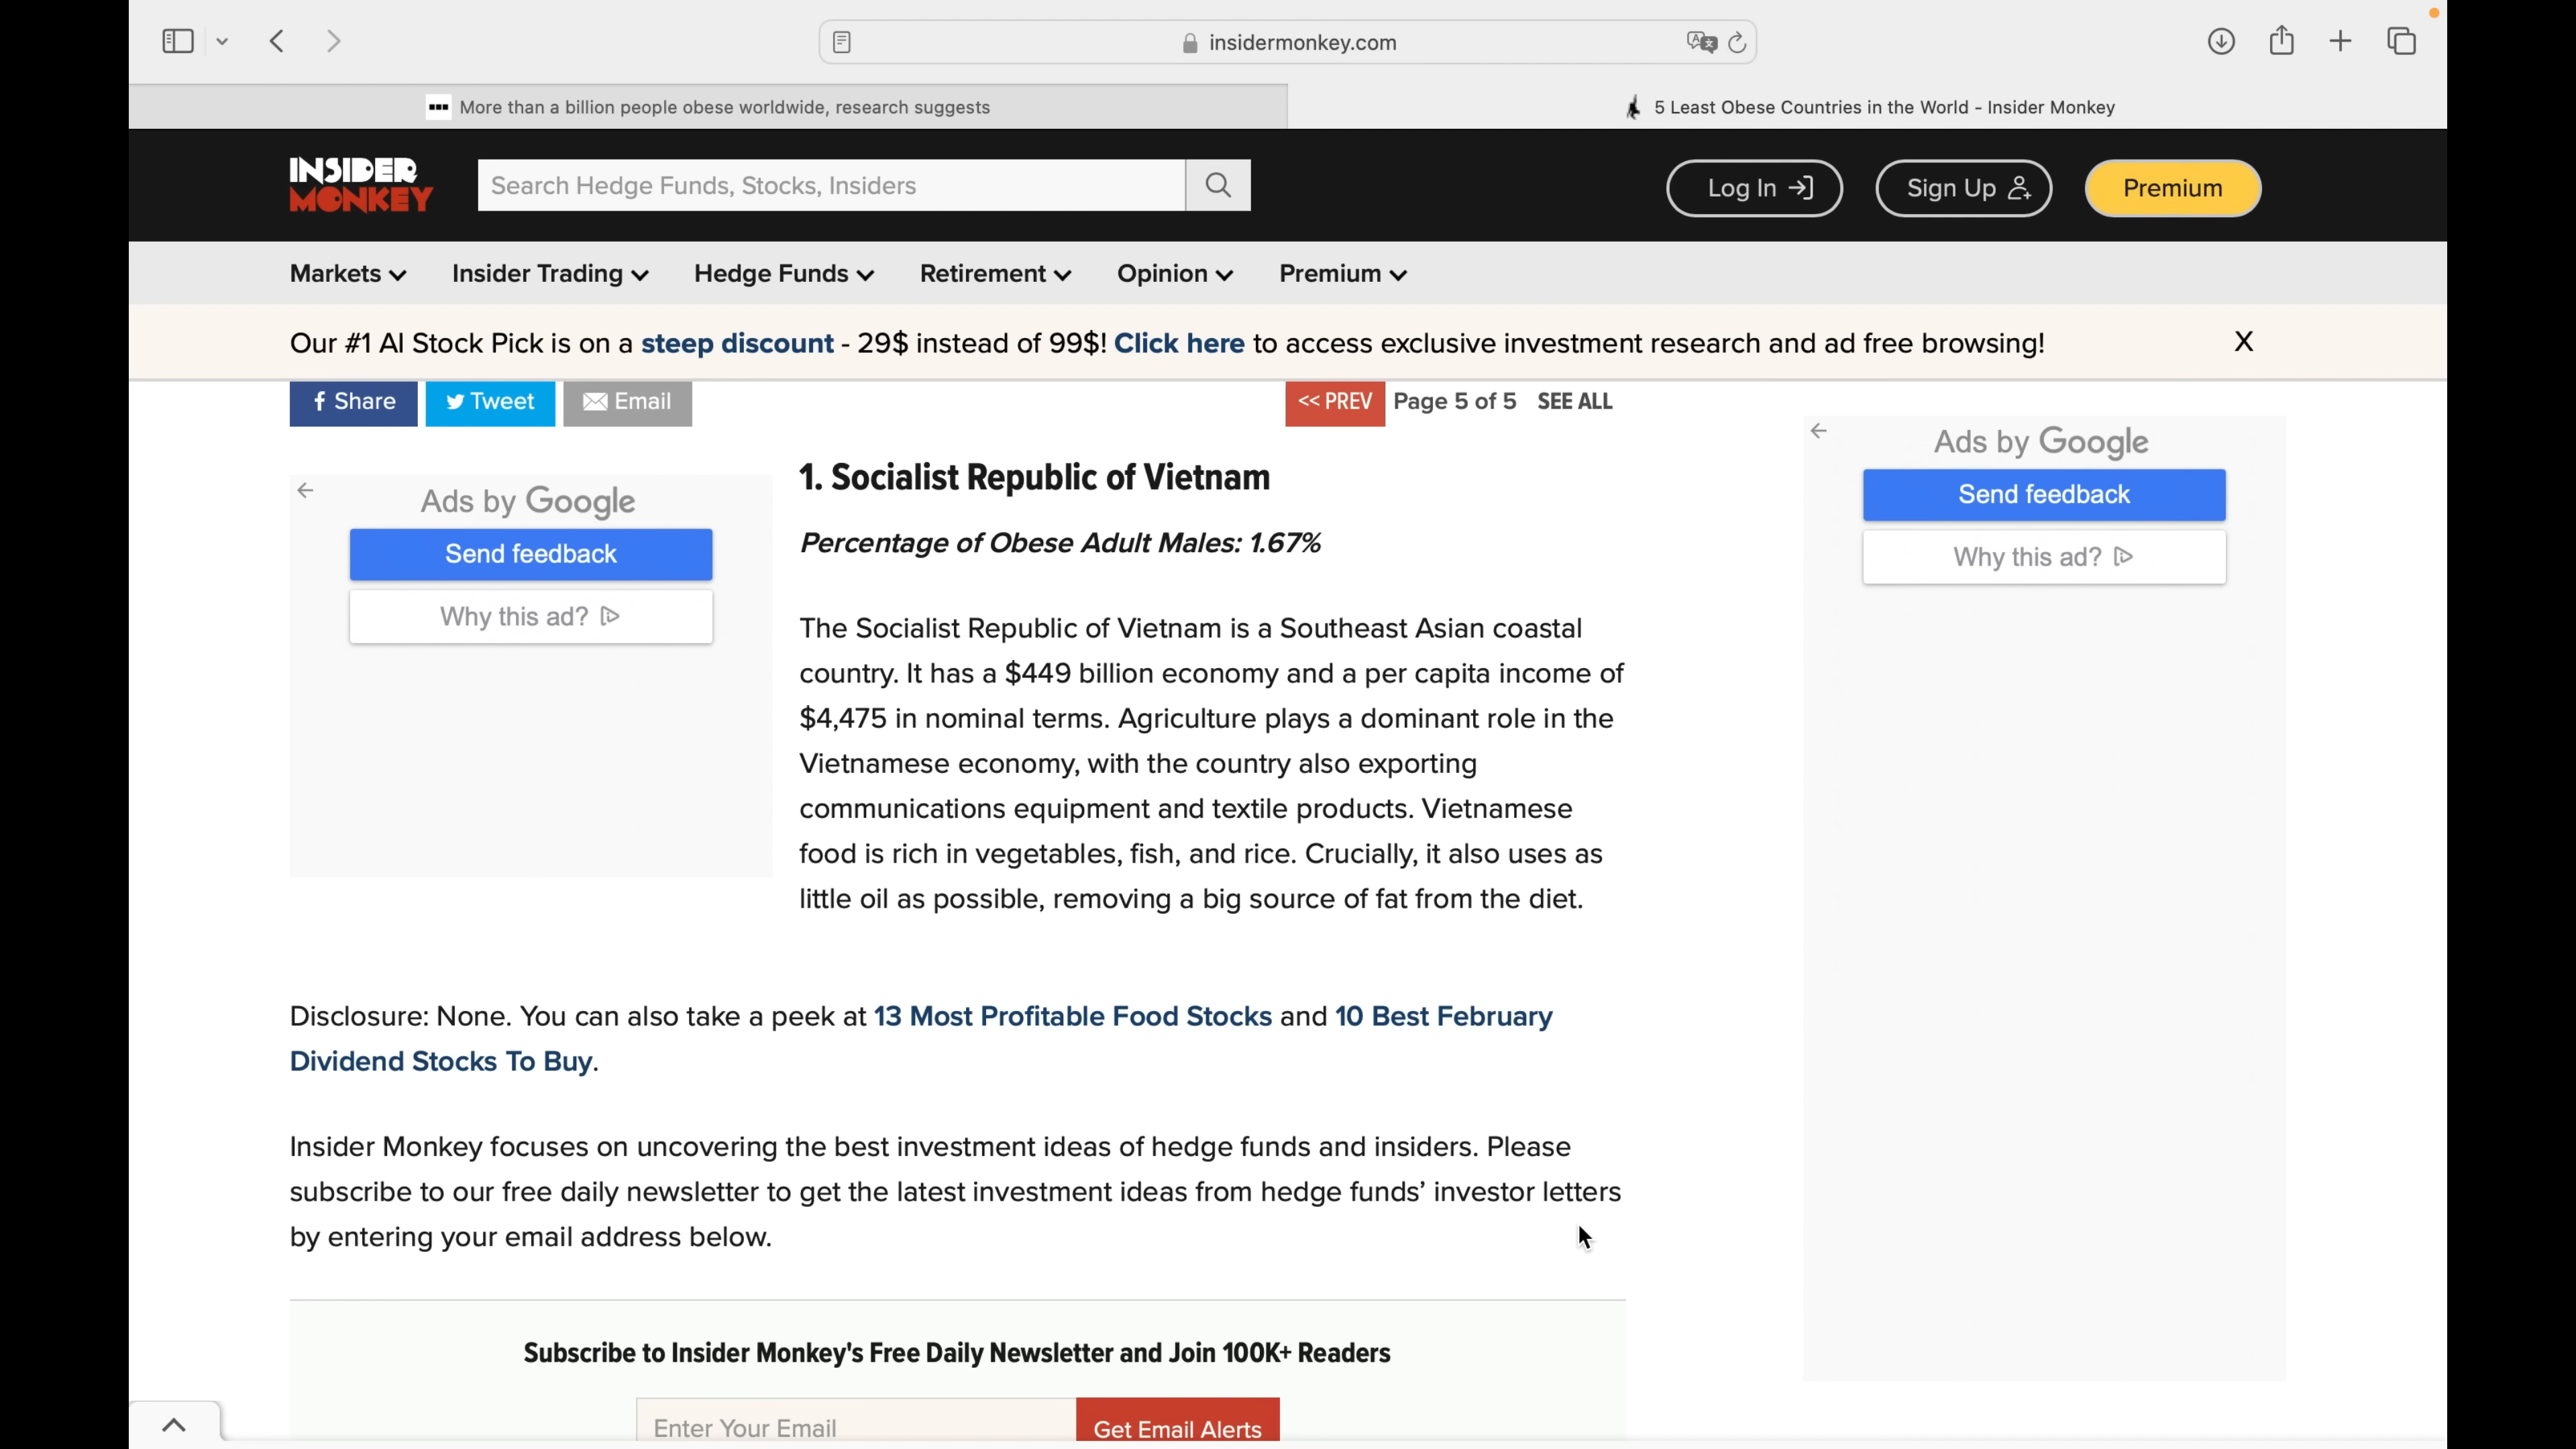 insidermonkey.com
More than a billion people obese worldwide, research suggests
5 Least Obese Countries in the World - Insider Monkey
INSIDER
MONKEY
Search Hedge Funds, Stocks, Insiders
Log In
Sign Up
Premium
Markets
Insider Trading
Hedge Funds
Retirement
Opinion
Premium
Our #1 AI Stock Pick is on a steep discount - 29$ instead of 99$! Click here to access exclusive investment research and ad free browsing!
X
Share
Tweet
Email
<< PREV
Page 5 of 5
SEE ALL
Ads by Google
Send feedback
Why this ad?
1. Socialist Republic of Vietnam
Percentage of Obese Adult Males: 1.67%
The Socialist Republic of Vietnam is a Southeast Asian coastal
country. It has a $449 billion economy and a per capita income of
$4,475 in nominal terms. Agriculture plays a dominant role in the
Vietnamese economy, with the country also exporting
communications equipment and textile products. Vietnamese
food is rich in vegetables, fish, and rice. Crucially, it also uses as
little oil as possible, removing a big source of fat from the diet.
Ads by Google
Send feedback
Why this ad?
Disclosure: None. You can also take a peek at 13 Most Profitable Food Stocks and 10 Best February
Dividend Stocks To Buy.
Insider Monkey focuses on uncovering the best investment ideas of hedge funds and insiders. Please
subscribe to our free daily newsletter to get the latest investment ideas from hedge funds’ investor letters
by entering your email address below.
Subscribe to Insider Monkey's Free Daily Newsletter and Join 100K+ Readers
Enter Your Email
Get Email Alerts